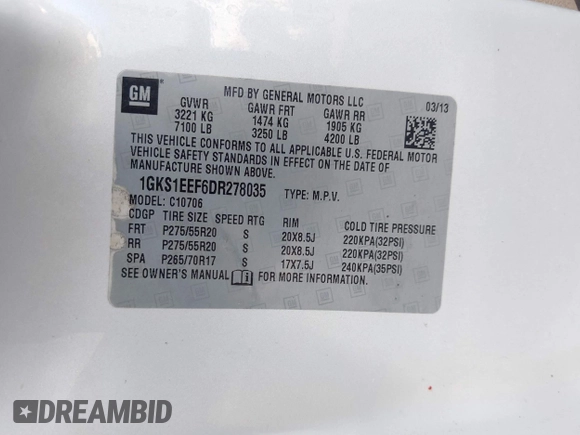 GM
MFD BY GENERAL MOTORS LLC
03/13
GVWR GAWR FRT GAWR RR
3221 KG 1474 KG 1905 KG
7100 LB 3250 LB 4200 LB
THIS VEHICLE CONFORMS TO ALL APPLICABLE U.S. FEDERAL MOTOR
VEHICLE SAFETY STANDARDS IN EFFECT ON THE DATE OF
MANUFACTURE SHOWN ABOVE.
1GKS1EEF6DR278035 TYPE: M.P.V.
MODEL: C10706
CDGP TIRE SIZE SPEED RTG RIM COLD TIRE PRESSURE
FRT P275/55R20 S 20X8.5J 220KPA(32PSI)
RR P275/55R20 S 20X8.5J 220KPA(32PSI)
SPA P265/70R17 S 17X7.5J 240KPA(35PSI)
SEE OWNER'S MANUAL FOR MORE INFORMATION.
DREAMBID